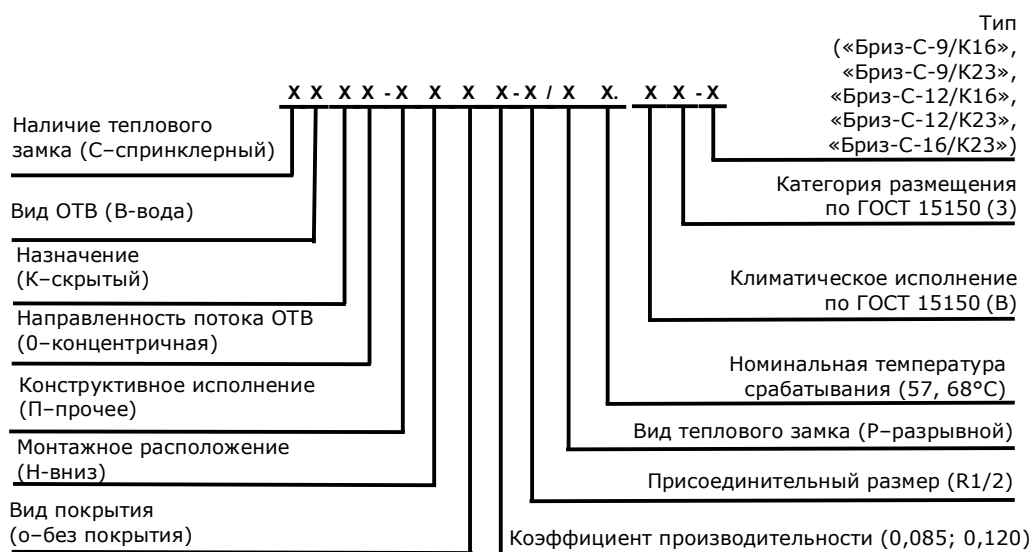 Тип
(«Бриз-С-9/К16»,
«Бриз-С-9/К23»,
«Бриз-С-12/К16»,
«Бриз-С-12/К23»,
«Бриз-С-16/К23»)
X X X X - X X X X - X / X X. X X - X
Наличие теплового
замка (С–спринклерный)
Категория размещения
по ГОСТ 15150 (3)
Вид ОТВ (В-вода)
Назначение
(К–скрытый)
Климатическое исполнение
по ГОСТ 15150 (В)
Направленность потока ОТВ
(0–концентричная)
Номинальная температура
срабатывания (57, 68°С)
Конструктивное исполнение
(П–прочее)
Вид теплового замка (Р–разрывной)
Монтажное расположение
(Н-вниз)
Присоединительный размер (R1/2)
Вид покрытия
(о–без покрытия)
Коэффициент производительности (0,085; 0,120)